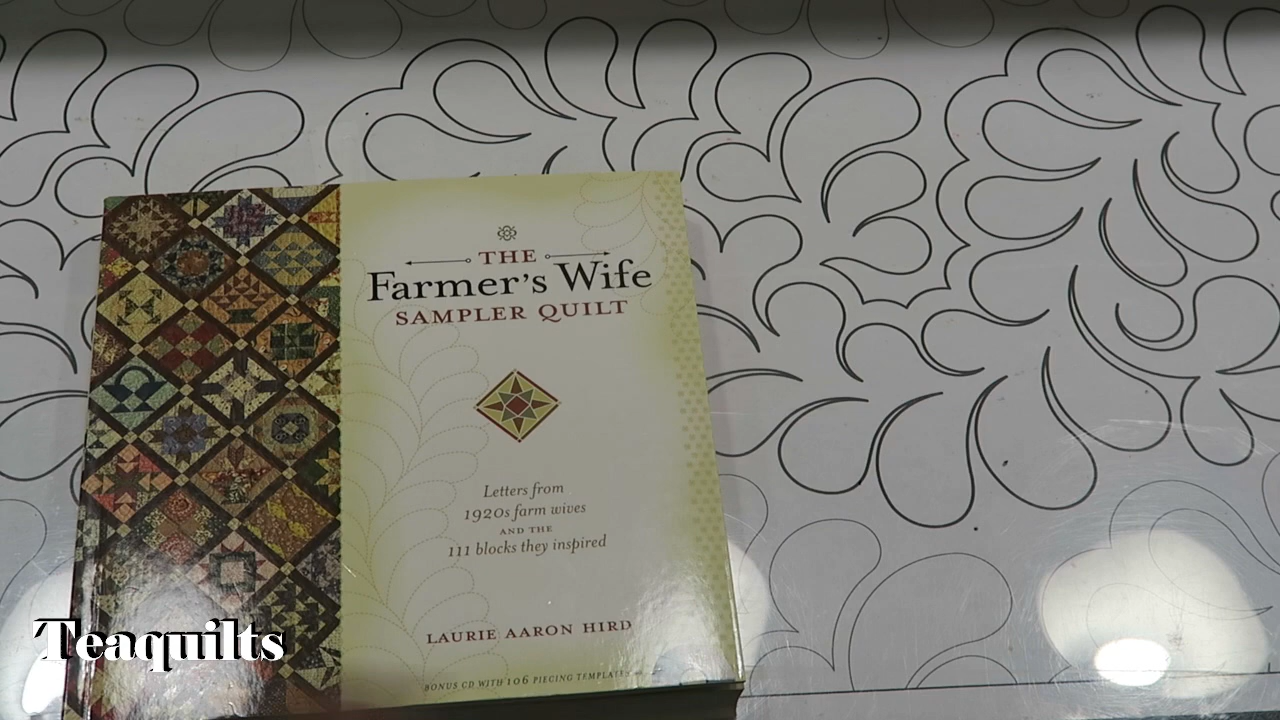 THE
Farmer's Wife
SAMPLER QUILT
Letters from
1920s farm wives
AND THE
111 blocks they inspired
LAURIE AARON HIRD
BONUS CD WITH 106 PIECING TEMPLATES
Teaquilts